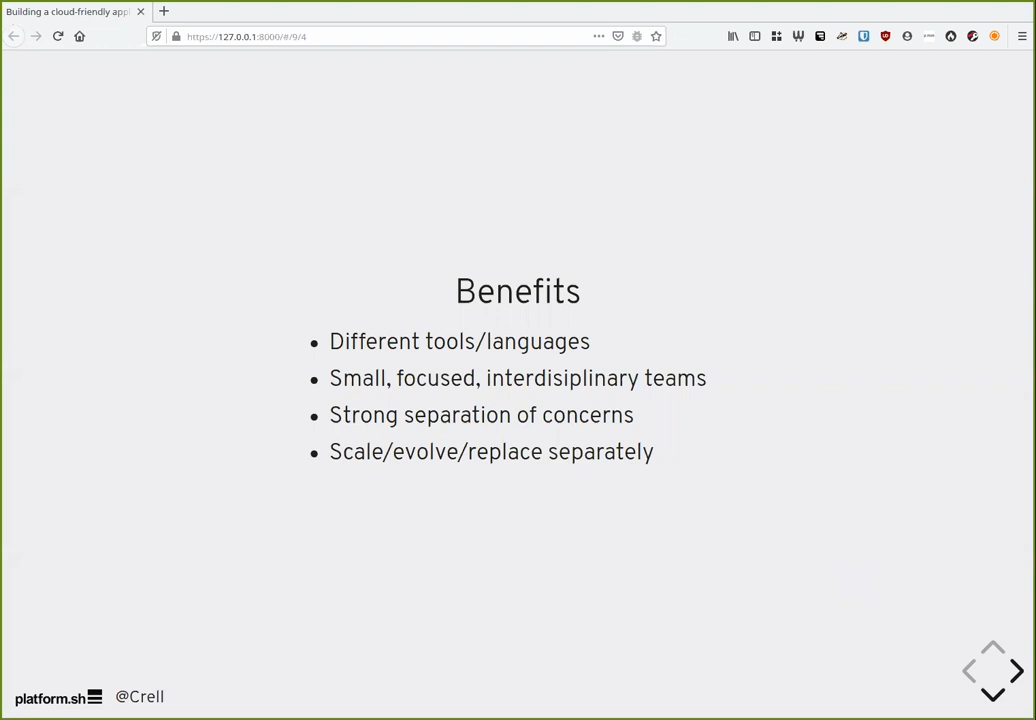 Building a cloud-friendly appl
https://127.0.0.1:8000/#/9/4
Benefits
Different tools/languages
Small, focused, interdisiplinary teams
Strong separation of concerns
Scale/evolve/replace separately
platform.sh @Crell